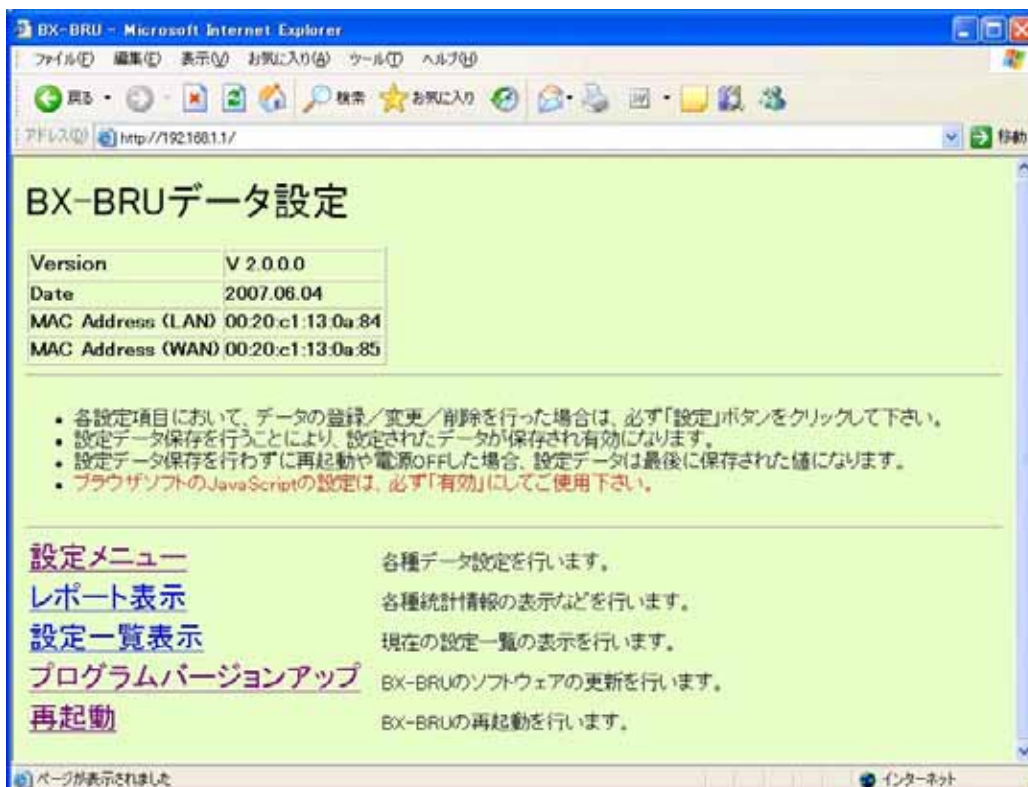 BX-BRU - Microsoft Internet Explorer
ファイル(F) 編集(E) 表示(V) お気に入り(A) ツール(T) ヘルプ(H)
戻る 検索 お気に入り
アドレス(D) http://192.168.1.1/ 移動
BX-BRUデータ設定
Version V 2.0.0.0
Date 2007.06.04
MAC Address (LAN) 00:20:c1:13:0a:84
MAC Address (WAN) 00:20:c1:13:0a:85
• 各設定項目において、データの登録／変更／削除を行った場合は、必ず「設定」ボタンをクリックして下さい。
• 設定データ保存を行うことにより、設定されたデータが保存され有効になります。
• 設定データ保存を行わずに再起動や電源OFFした場合、設定データは最後に保存された値になります。
• ブラウザソフトのJavaScriptの設定は、必ず「有効」にしてご使用下さい。
設定メニュー 各種データ設定を行います。
レポート表示 各種統計情報の表示などを行います。
設定一覧表示 現在の設定一覧の表示を行います。
プログラムバージョンアップ BX-BRUのソフトウェアの更新を行います。
再起動 BX-BRUの再起動を行います。
ページが表示されました インターネット